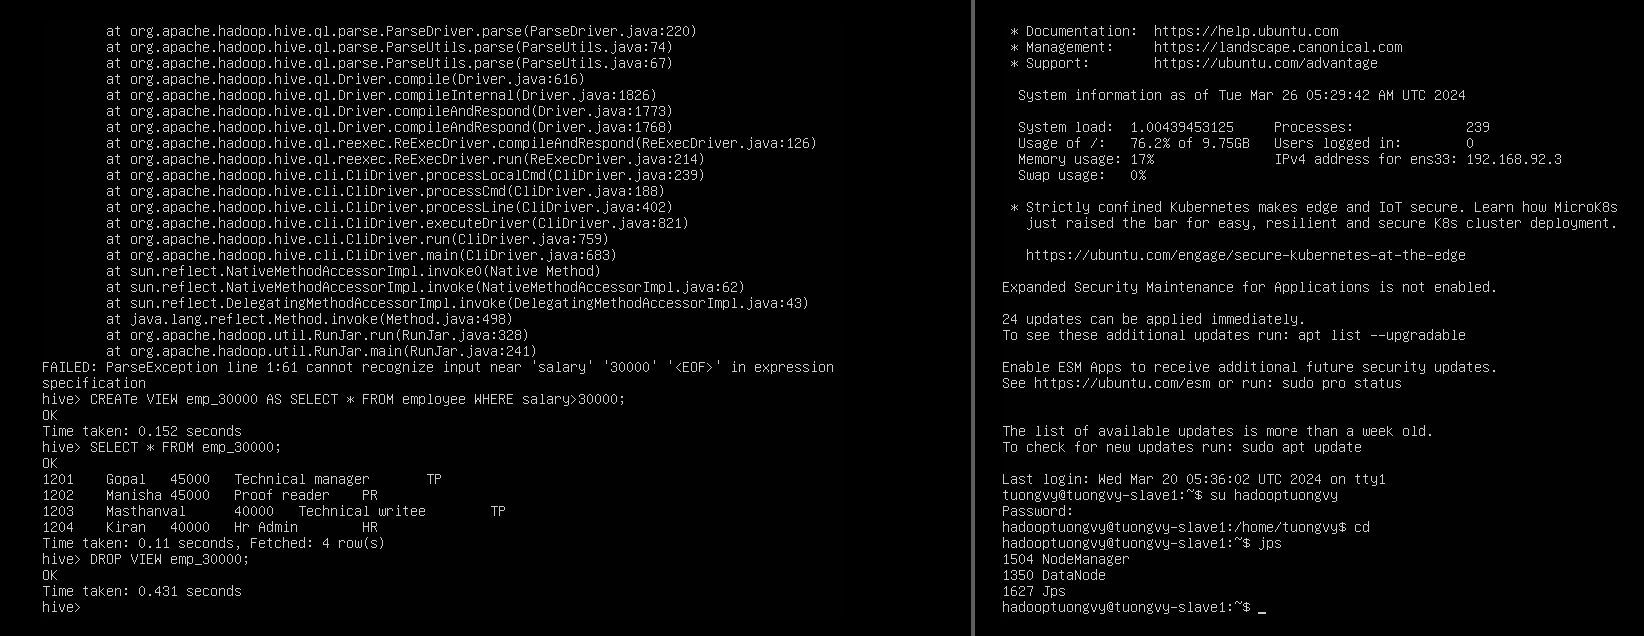 at org.apache.hadoop.hive.ql.parse.ParseDriver.parse(ParseDriver.java:220)
at org.apache.hadoop.hive.ql.parse.ParseUtils.parse(ParseUtils.java:74)
at org.apache.hadoop.hive.ql.parse.ParseUtils.parse(ParseUtils.java:67)
at org.apache.hadoop.hive.ql.Driver.compile(Driver.java:616)
at org.apache.hadoop.hive.ql.Driver.compileInternal(Driver.java:1826)
at org.apache.hadoop.hive.ql.Driver.compileAndRespond(Driver.java:1773)
at org.apache.hadoop.hive.ql.Driver.compileAndRespond(Driver.java:1768)
at org.apache.hadoop.hive.ql.reexec.ReExecDriver.compileAndRespond(ReExecDriver.java:126)
at org.apache.hadoop.hive.ql.reexec.ReExecDriver.run(ReExecDriver.java:214)
at org.apache.hadoop.hive.cli.CliDriver.processLocalCmd(CliDriver.java:239)
at org.apache.hadoop.hive.cli.CliDriver.processCmd(CliDriver.java:188)
at org.apache.hadoop.hive.cli.CliDriver.processLine(CliDriver.java:402)
at org.apache.hadoop.hive.cli.CliDriver.executeDriver(CliDriver.java:821)
at org.apache.hadoop.hive.cli.CliDriver.run(CliDriver.java:759)
at org.apache.hadoop.hive.cli.CliDriver.main(CliDriver.java:683)
at sun.reflect.NativeMethodAccessorImpl.invoke0(Native Method)
at sun.reflect.NativeMethodAccessorImpl.invoke(NativeMethodAccessorImpl.java:62)
at sun.reflect.DelegatingMethodAccessorImpl.invoke(DelegatingMethodAccessorImpl.java:43)
at java.lang.reflect.Method.invoke(Method.java:498)
at org.apache.hadoop.util.RunJar.run(RunJar.java:328)
at org.apache.hadoop.util.RunJar.main(RunJar.java:241)
FAILED: ParseException line 1:61 cannot recognize input near 'salary' '30000' '<EOF>' in expression
specification
hive> CREATe VIEW emp_30000 AS SELECT * FROM employee WHERE salary>30000;
OK
Time taken: 0.152 seconds
hive> SELECT * FROM emp_30000;
OK
1201 Gopal 45000 Technical manager TP
1202 Manisha 45000 Proof reader PR
1203 Masthanval 40000 Technical writee TP
1204 Kiran 40000 Hr Admin HR
Time taken: 0.11 seconds, Fetched: 4 row(s)
hive> DROP VIEW emp_30000;
OK
Time taken: 0.431 seconds
hive>
* Documentation: https://help.ubuntu.com
* Management: https://landscape.canonical.com
* Support: https://ubuntu.com/advantage
System information as of Tue Mar 26 05:29:42 AM UTC 2024
System load: 1.00439453125 Processes: 239
Usage of /: 76.2% of 9.75GB Users logged in: 0
Memory usage: 17% IPv4 address for ens33: 192.168.92.3
Swap usage: 0%
* Strictly confined Kubernetes makes edge and IoT secure. Learn how MicroK8s
just raised the bar for easy, resilient and secure K8s cluster deployment.
https://ubuntu.com/engage/secure-kubernetes-at-the-edge
Expanded Security Maintenance for Applications is not enabled.
24 updates can be applied immediately.
To see these additional updates run: apt list --upgradable
Enable ESM Apps to receive additional future security updates.
See https://ubuntu.com/esm or run: sudo pro status
The list of available updates is more than a week old.
To check for new updates run: sudo apt update
Last login: Wed Mar 20 05:36:02 UTC 2024 on tty1
tuongvy@tuongvy-slave1:~$ su hadooptuongvy
Password:
hadooptuongvy@tuongvy-slave1:/home/tuongvy$ cd
hadooptuongvy@tuongvy-slave1:~$ jps
1504 NodeManager
1350 DataNode
1627 Jps
hadooptuongvy@tuongvy-slave1:~$ _